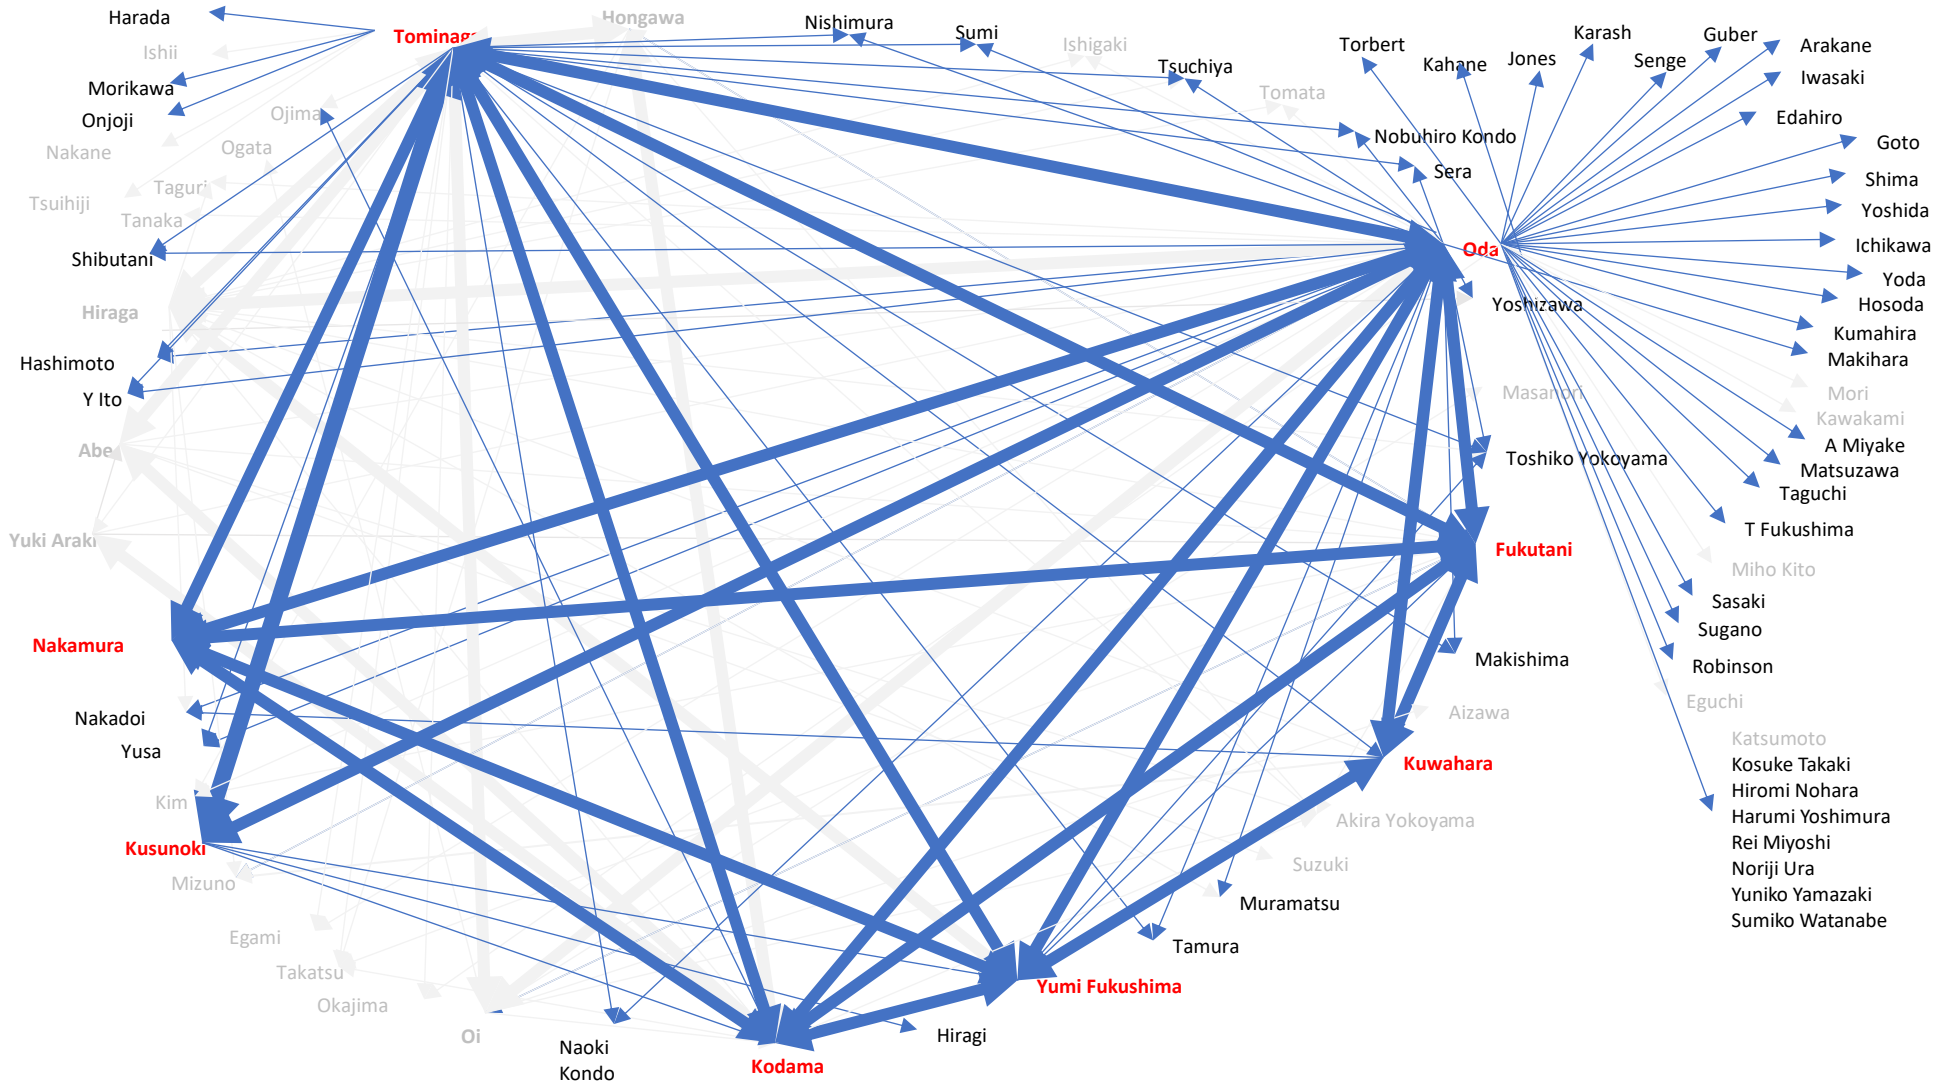 Harada
Hongawa
Nishimura
Sumi
Karash
Guber
Ishii
Tominaga
Ishigaki
Torbert
Kahane
Jones
Senge
Arakane
Iwasaki
Morikawa
Tsuchiya
Tomata
Onjoji
Ojima
Edahiro
Nakane
Ogata
Nobuhiro Kondo
Goto
Taguri
Sera
Shima
Tsuihiji
Tanaka
Yoshida
Shibutani
Oda
Ichikawa
Yoda
Hiraga
Yoshizawa
Hosoda
Kumahira
Hashimoto
Makihara
Y Ito
Masanori
Mori
Kawakami
Abe
Toshiko Yokoyama
A Miyake
Matsuzawa
Taguchi
Yuki Araki
Fukutani
T Fukushima
Miho Kito
Sasaki
Nakamura
Sugano
Makishima
Robinson
Nakadoi
Aizawa
Eguchi
Yusa
Kuwahara
Katsumoto
Kosuke Takaki
Hiromi Nohara
Harumi Yoshimura
Rei Miyoshi
Noriji Ura
Yuniko Yamazaki
Sumiko Watanabe
Kim
Akira Yokoyama
Kusunoki
Suzuki
Mizuno
Muramatsu
Egami
Tamura
Takatsu
Yumi Fukushima
Okajima
Oi
Hiragi
Naoki
Kondo
Kodama